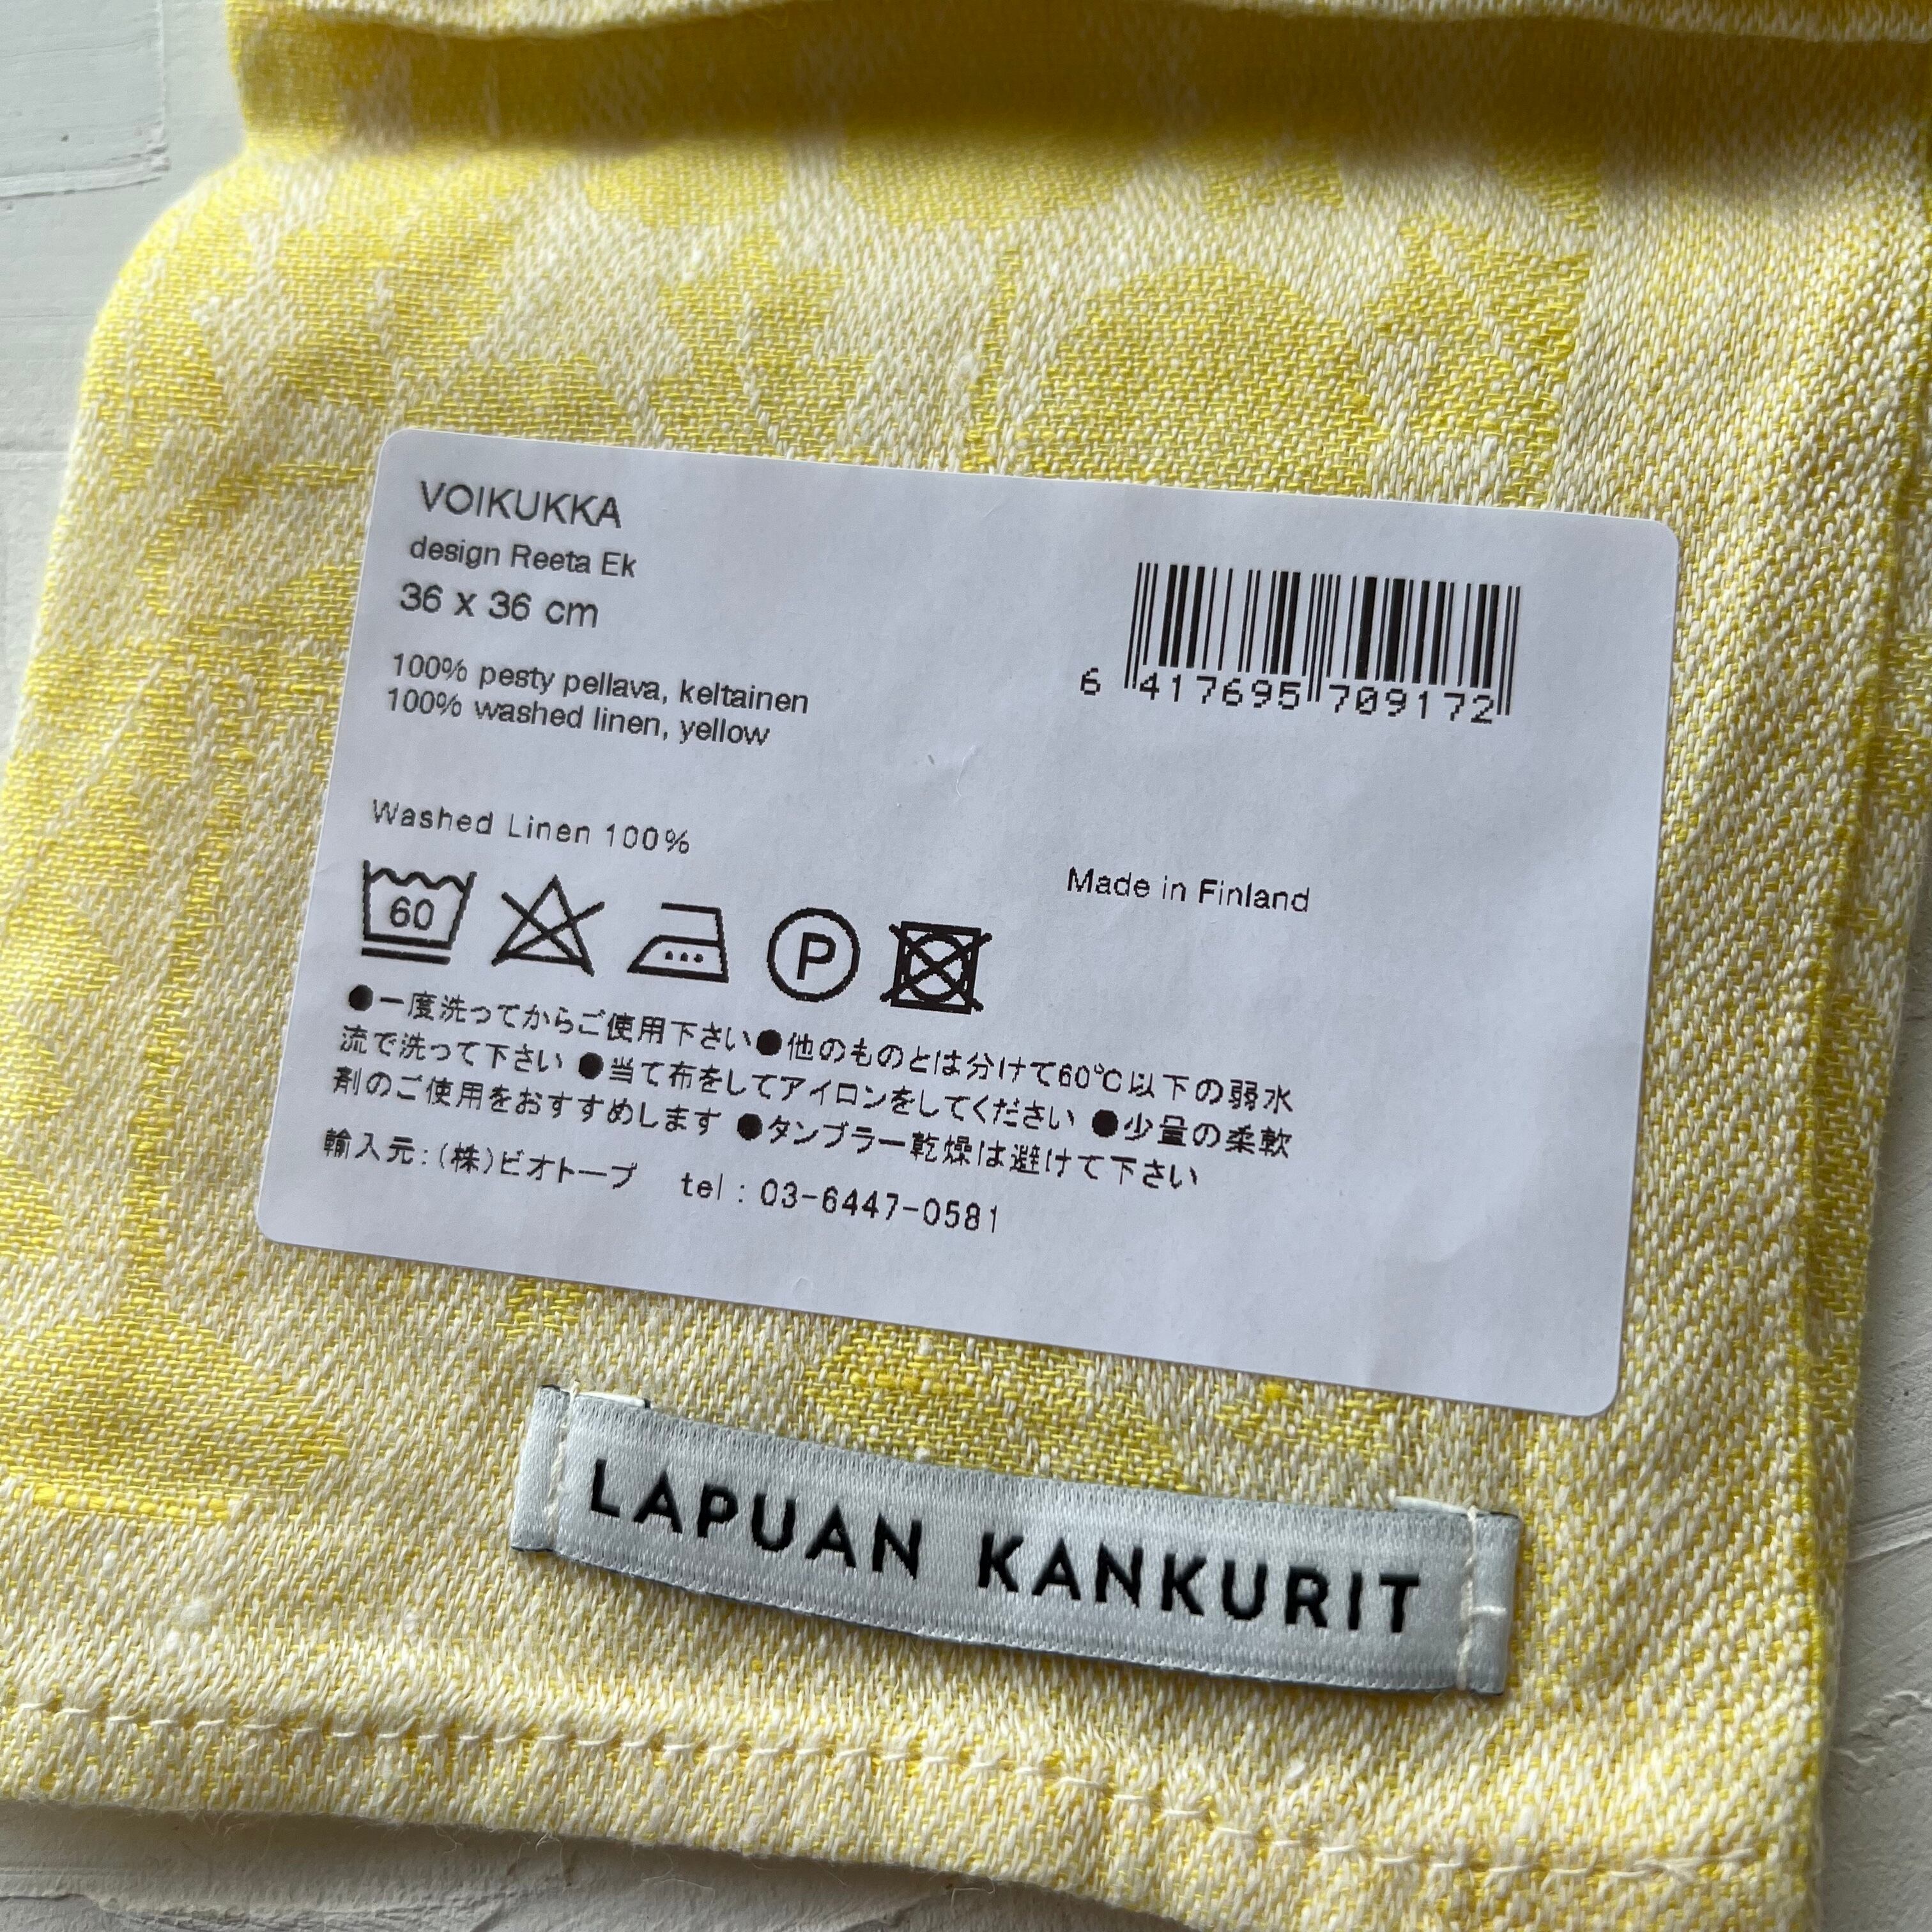 VOIKUKKA
design Reeta Ek
36 x 36 cm
100% pesty pellava, keltainen
100% washed linen, yellow
6 417695 709172
Washed Linen 100%
Made in Finland
60
P
●一度洗ってからご使用下さい●他のものとは分けて60℃以下の弱水
流で洗って下さい ●当て布をしてアイロンをしてください ●少量の柔軟
剤のご使用をおすすめします ●タンブラー乾燥は避けて下さい
輸入元:(株)ビオトープ tel : 03-6447-0581
LAPUAN KANKURIT